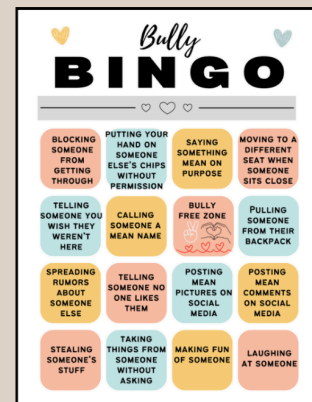 Bully
BINGO
BLOCKING
SOMEONE
FROM
GETTING
THROUGH
PUTTING YOUR
HAND ON
SOMEONE
ELSE'S CHIPS
WITHOUT
PERMISSION
SAYING
SOMETHING
MEAN ON
PURPOSE
MOVING TO A
DIFFERENT
SEAT WHEN
SOMEONE
SITS CLOSE
TELLING
SOMEONE YOU
WISH THEY
WEREN'T
HERE
CALLING
SOMEONE A
MEAN NAME
BULLY
FREE ZONE
PULLING
SOMEONE
FROM THEIR
BACKPACK
SPREADING
RUMORS
ABOUT
SOMEONE
ELSE
TELLING
SOMEONE NO
ONE LIKES
THEM
POSTING
MEAN
PICTURES ON
SOCIAL
MEDIA
POSTING
MEAN
COMMENTS
ON SOCIAL
MEDIA
STEALING
SOMEONE'S
STUFF
TAKING
THINGS FROM
SOMEONE
WITHOUT
ASKING
MAKING FUN
OF SOMEONE
LAUGHING
AT SOMEONE